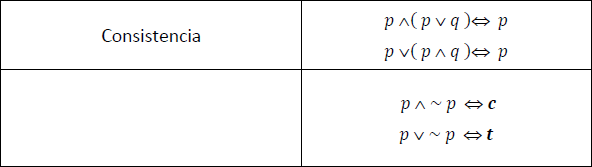 Consistencia
p ∧( p ∨ q )⇔ p
p ∨( p ∧ q )⇔ p
p ∧ ~ p ⇔ c
p ∨ ~ p ⇔ t